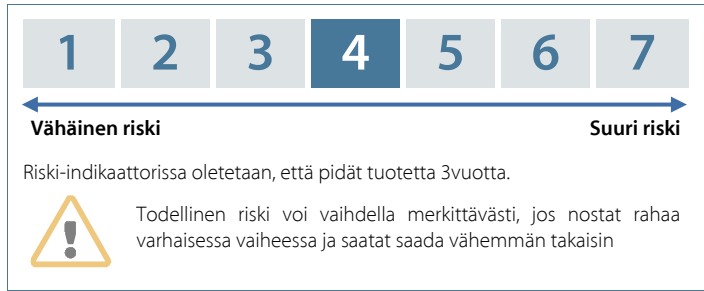 1 2 3 4 5 6 7
Vähäinen riski Suuri riski
Riski-indikaattorissa oletetaan, että pidät tuotetta 3vuotta.
Todellinen riski voi vaihdella merkittävästi, jos nostat rahaa
varhaisessa vaiheessa ja saatat saada vähemmän takaisin